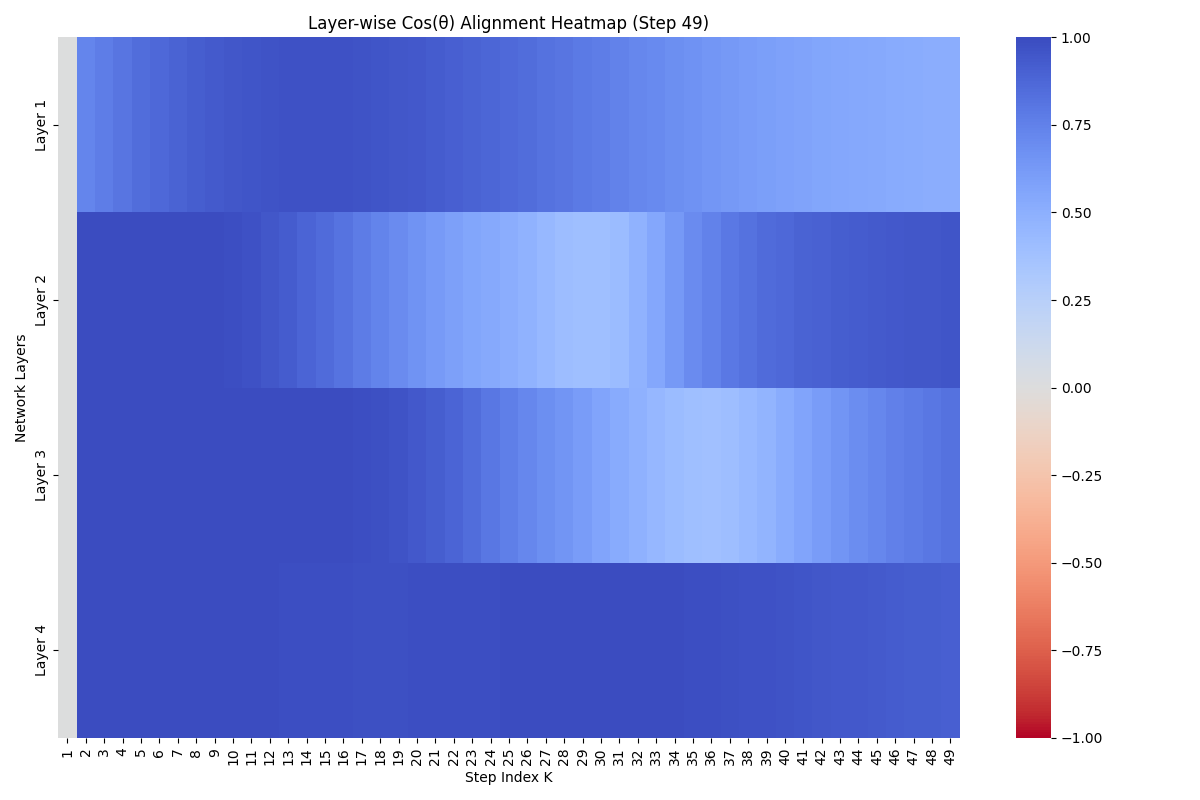 Layer-wise Cos(θ) Alignment Heatmap (Step 49)
Network Layers
Layer 1
Layer 2
Layer 3
Layer 4
1 2 3 4 5 6 7 8 9 10 11 12 13 14 15 16 17 18 19 20 21 22 23 24 25 26 27 28 29 30 31 32 33 34 35 36 37 38 39 40 41 42 43 44 45 46 47 48 49
Step Index K
1.00
0.75
0.50
0.25
0.00
−0.25
−0.50
−0.75
−1.00